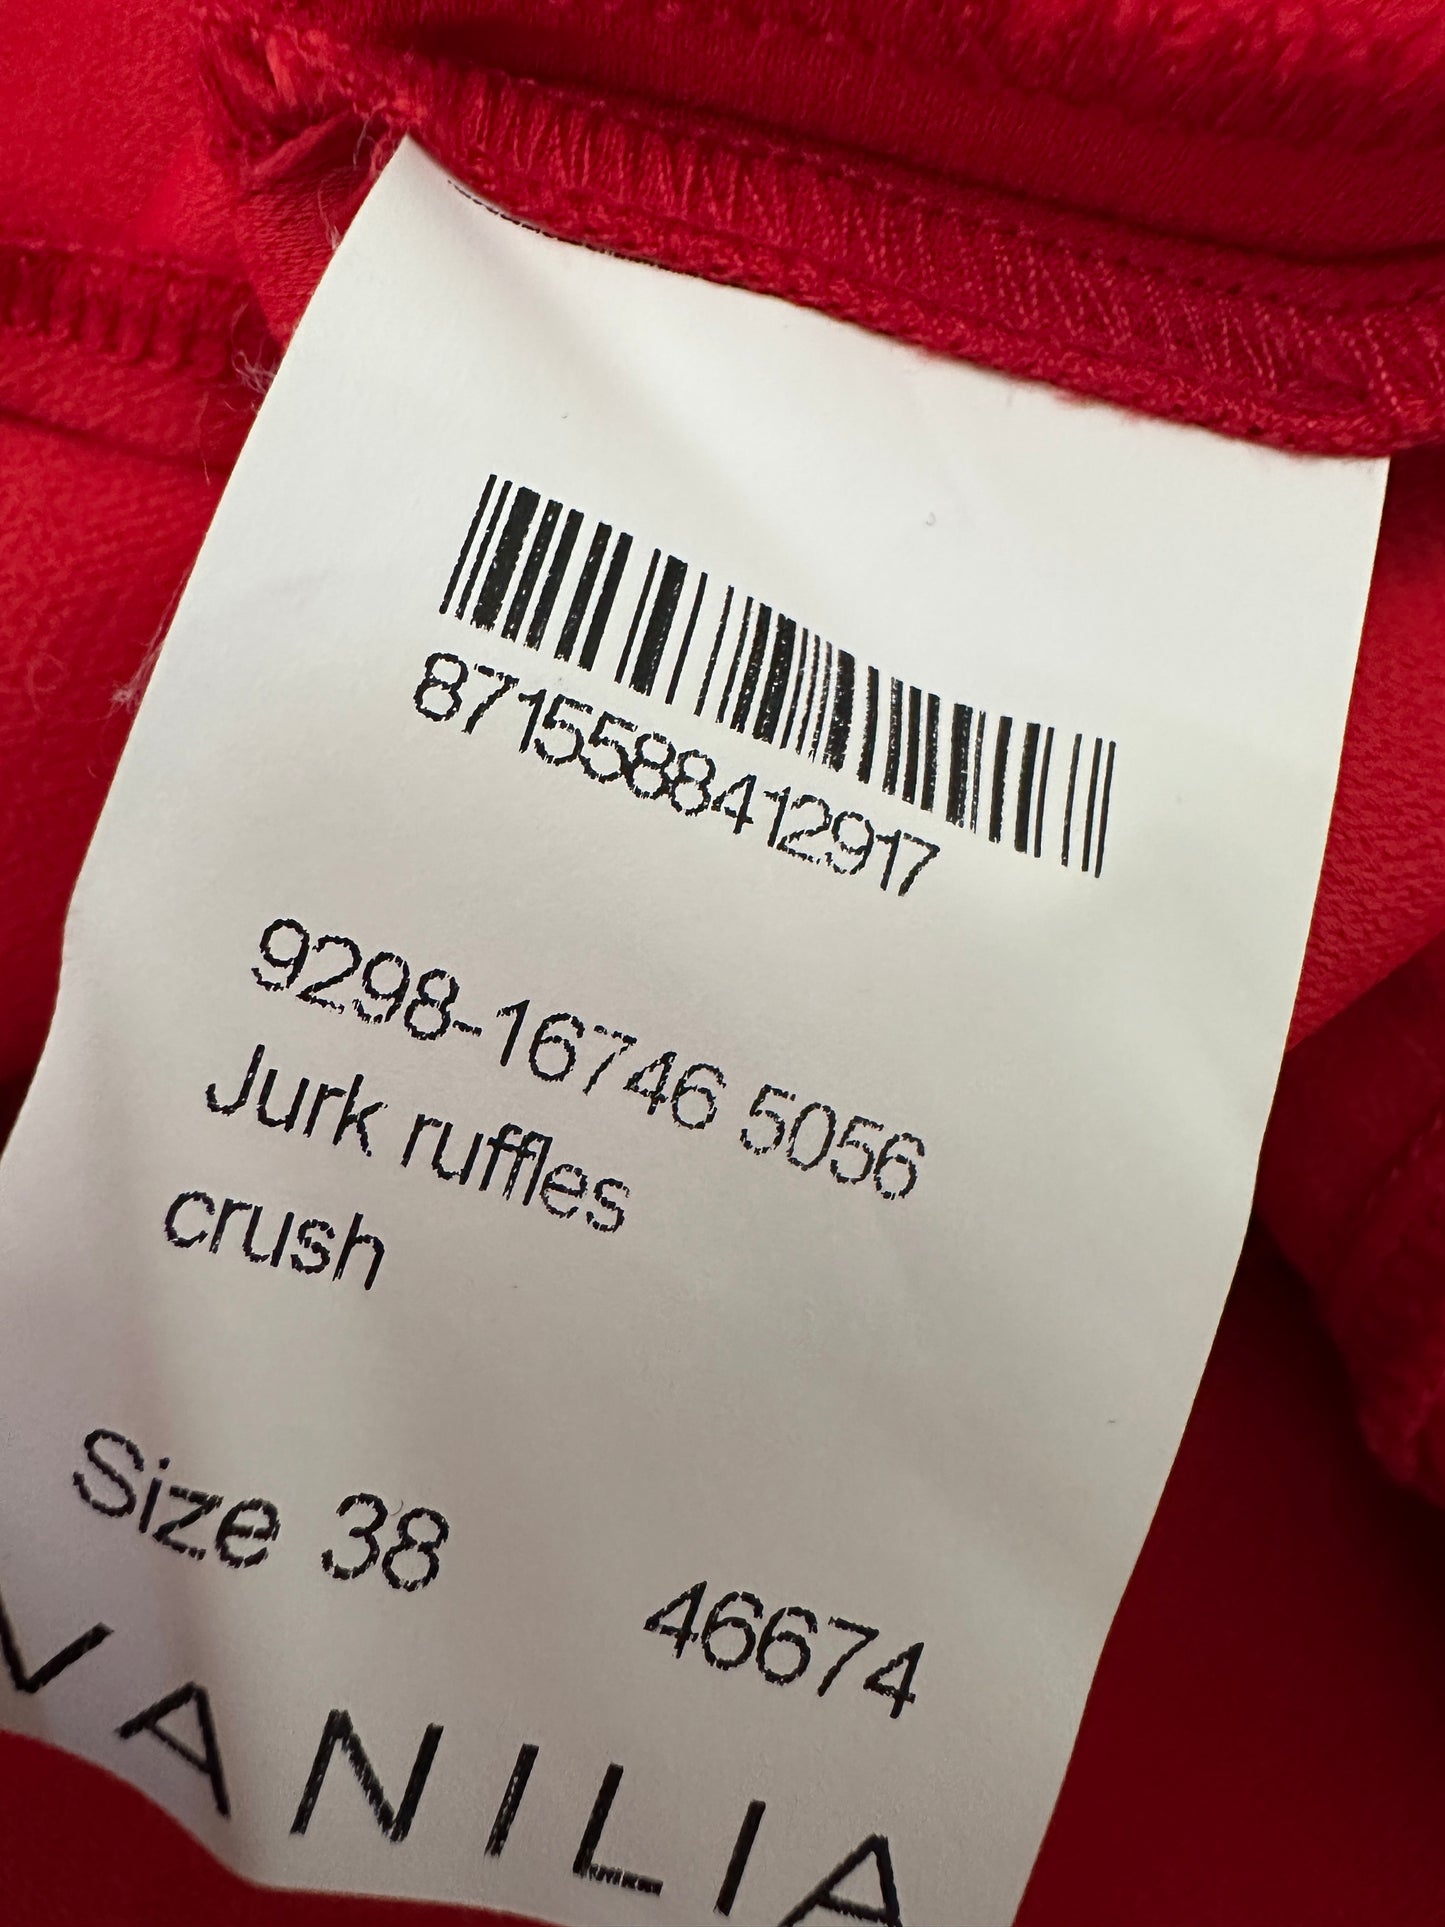 8715588412917
9298-16746 5056
Jurk ruffles
crush
Size 38
46674
VANILIA